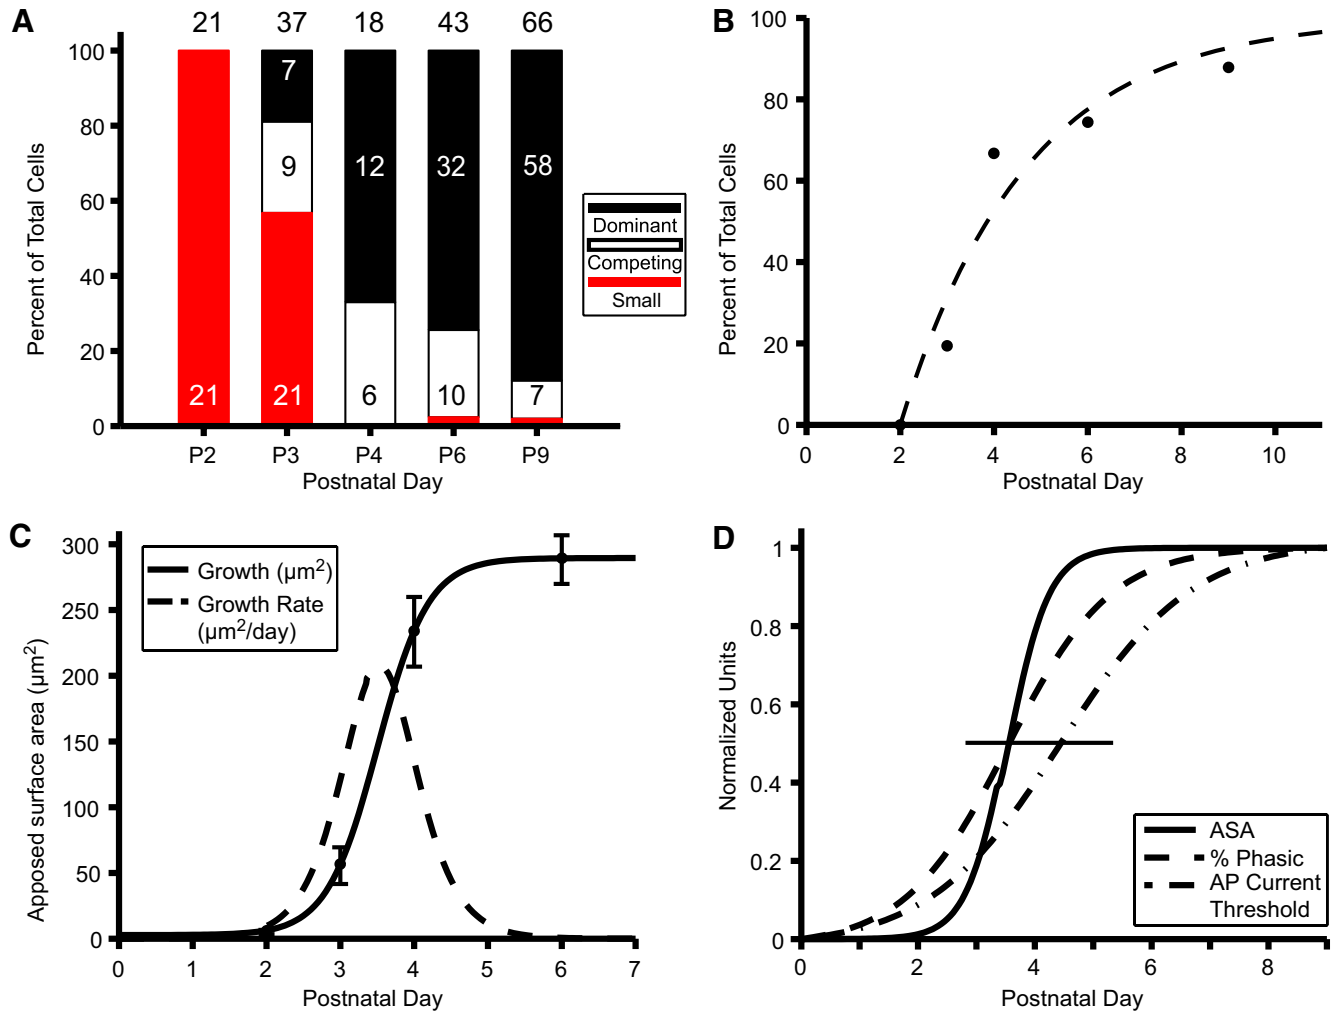 A
21 37 18 43 66
100
80
60
40
20
0
Percent of Total Cells
7
9
12
32
58
21
21
6
10
7
P2 P3 P4 P6 P9
Postnatal Day
Dominant
Competing
Small
B
100
80
60
40
20
0
Percent of Total Cells
0 2 4 6 8 10
Postnatal Day
C
300
250
200
150
100
50
0
Apposed surface area (µm²)
Growth (µm²)
Growth Rate
(µm²/day)
0 1 2 3 4 5 6 7
Postnatal Day
D
1
0.8
0.6
0.4
0.2
0
Normalized Units
ASA
% Phasic
AP Current
Threshold
0 2 4 6 8
Postnatal Day